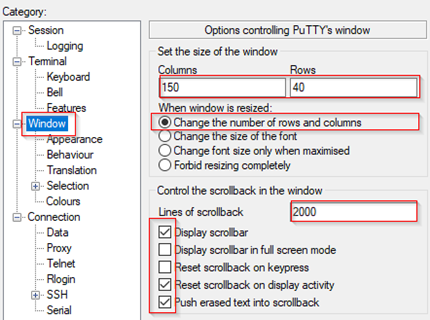 Category:
Session
Logging
Terminal
Keyboard
Bell
Features
Window
Appearance
Behaviour
Translation
Selection
Colours
Connection
Data
Proxy
Telnet
Rlogin
SSH
Serial
Options controlling PuTTY's window
Set the size of the window
Columns Rows
150 40
When window is resized:
Change the number of rows and columns
Change the size of the font
Change font size only when maximised
Forbid resizing completely
Control the scrollback in the window
Lines of scrollback 2000
Display scrollbar
Display scrollbar in full screen mode
Reset scrollback on keypress
Reset scrollback on display activity
Push erased text into scrollback